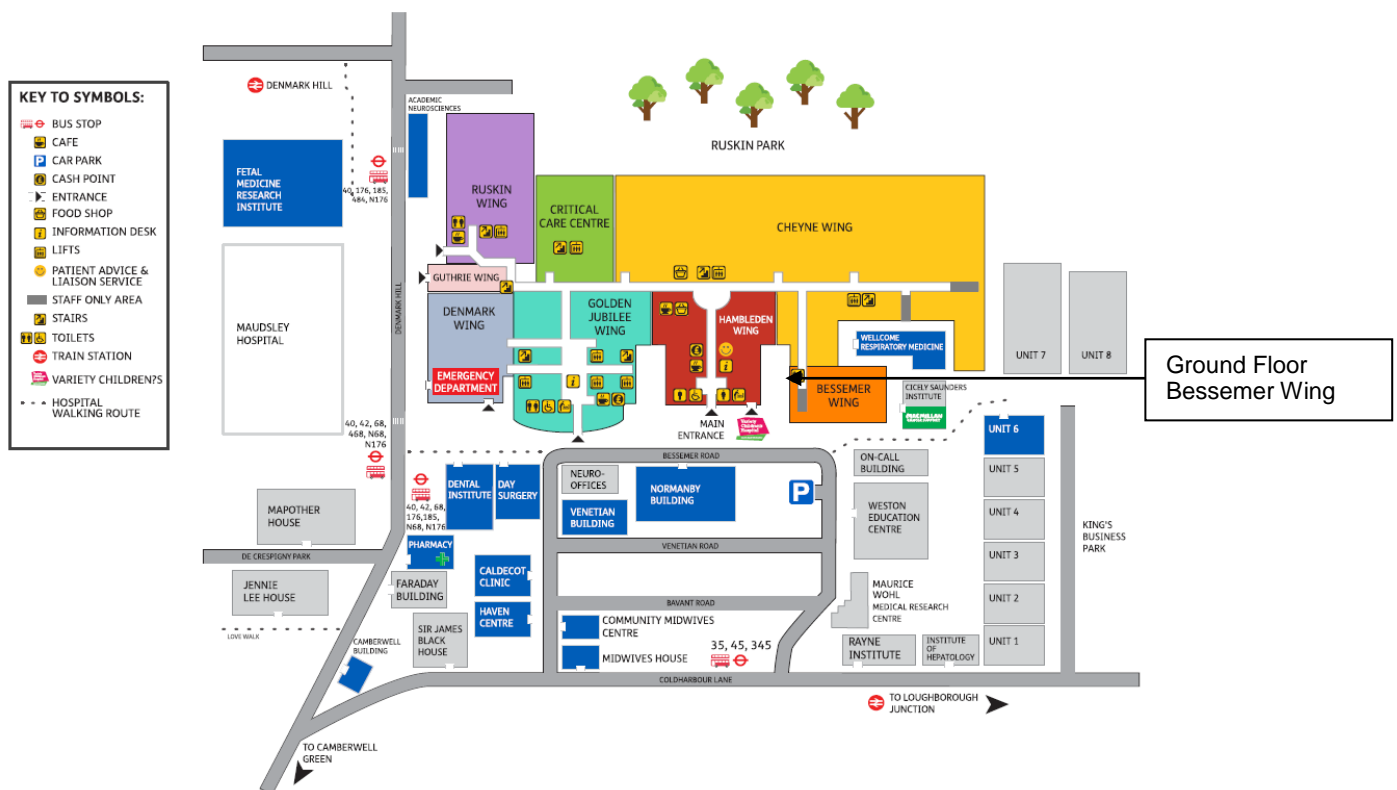 KEY TO SYMBOLS:
BUS STOP
CAFE
P CAR PARK
CASH POINT
ENTRANCE
FOOD SHOP
i INFORMATION DESK
LIFTS
PATIENT ADVICE &
LIAISON SERVICE
STAFF ONLY AREA
STAIRS
TOILETS
TRAIN STATION
VARIETY CHILDREN?S
HOSPITAL
WALKING ROUTE
DENMARK HILL
ACADEMIC
NEUROSCIENCES
FETAL
MEDICINE
RESEARCH
INSTITUTE
40, 176, 185,
484, N176
RUSKIN PARK
RUSKIN
WING
CRITICAL
CARE CENTRE
CHEYNE WING
GUTHRIE WING
DENMARK HILL
MAUDSLEY
HOSPITAL
DENMARK
WING
GOLDEN
JUBILEE
WING
HAMBLEDEN
WING
WELLCOME
RESPIRATORY MEDICINE
UNIT 7
UNIT 8
Ground Floor
Bessemer Wing
EMERGENCY
DEPARTMENT
BESSEMER
WING
CICELY SAUNDERS
INSTITUTE
MACMILLAN
MAIN
ENTRANCE
40, 42, 68,
468, N68,
N176
BESSEMER ROAD
UNIT 6
ON-CALL
BUILDING
UNIT 5
DENTAL
INSTITUTE
DAY
SURGERY
NEURO-
OFFICES
NORMANBY
BUILDING
P
VENETIAN
BUILDING
WESTON
EDUCATION
CENTRE
UNIT 4
KING'S
BUSINESS
PARK
MAPOTHER
HOUSE
40, 42, 68,
176,185,
N68, N176
PHARMACY
VENETIAN ROAD
UNIT 3
DE CRESPIGNY PARK
JENNIE
LEE HOUSE
FARADAY
BUILDING
CALDECOT
CLINIC
MAURICE
WOHL
MEDICAL RESEARCH
CENTRE
UNIT 2
BAVANT ROAD
HAVEN
CENTRE
SIR JAMES
BLACK
HOUSE
COMMUNITY MIDWIVES
CENTRE
LOVE WALK
CAMBERWELL
BUILDING
35, 45, 345
MIDWIVES HOUSE
RAYNE
INSTITUTE
INSTITUTE
OF
HEPATOLOGY
UNIT 1
COLDHARBOUR LANE
TO LOUGHBOROUGH
JUNCTION
TO CAMBERWELL
GREEN